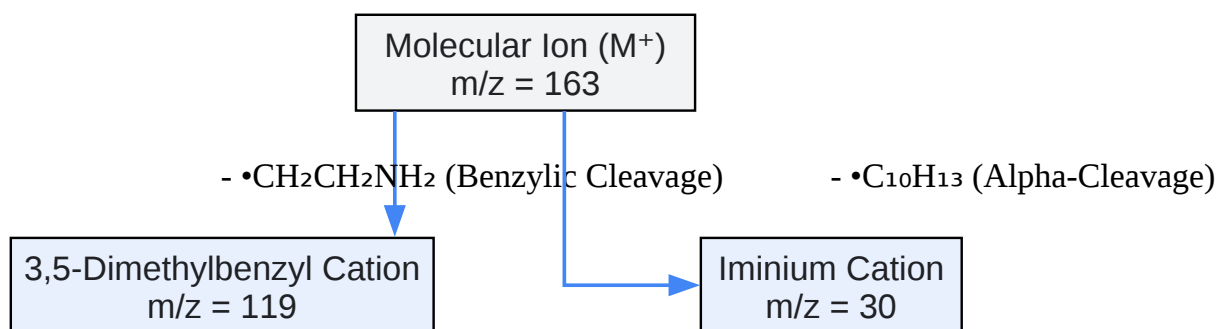 Molecular Ion (M⁺)
m/z = 163
- •CH₂CH₂NH₂ (Benzylic Cleavage)
- •C₁₀H₁₃ (Alpha-Cleavage)
3,5-Dimethylbenzyl Cation
m/z = 119
Iminium Cation
m/z = 30